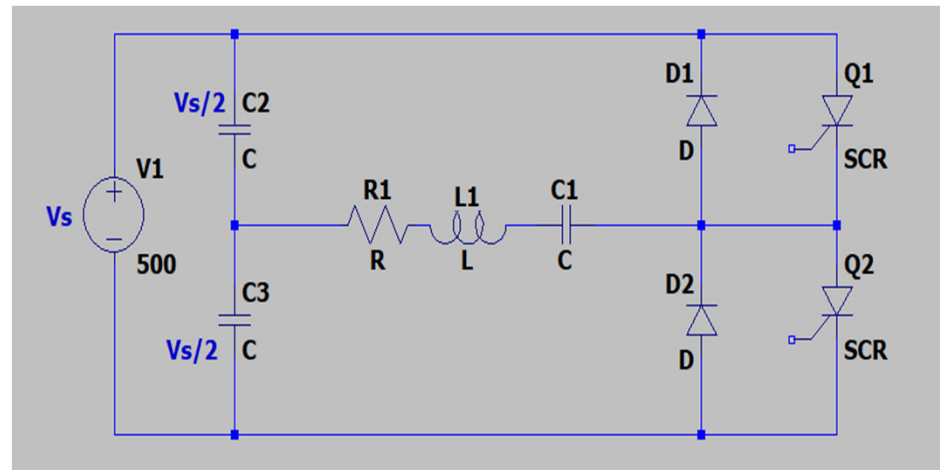 D1
Q1
Vs/2 C2
D
SCR
C
V1
R1
L1
C1
Vs
R
L
C
500
D2
Q2
C3
Vs/2 C
D
SCR